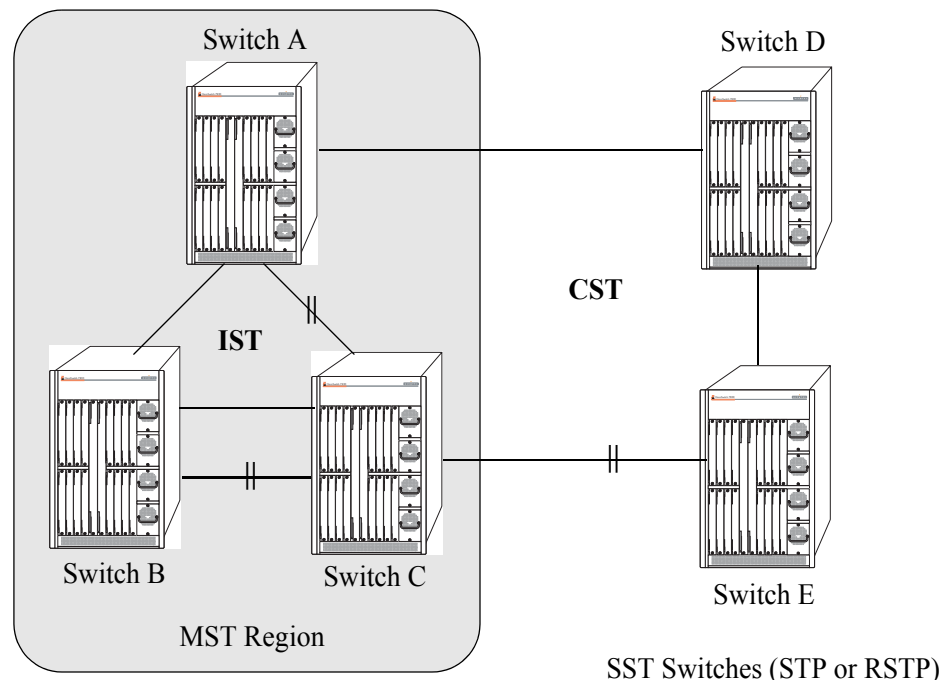 Switch A
Switch D
CST
IST
Switch B
Switch C
Switch E
MST Region
SST Switches (STP or RSTP)